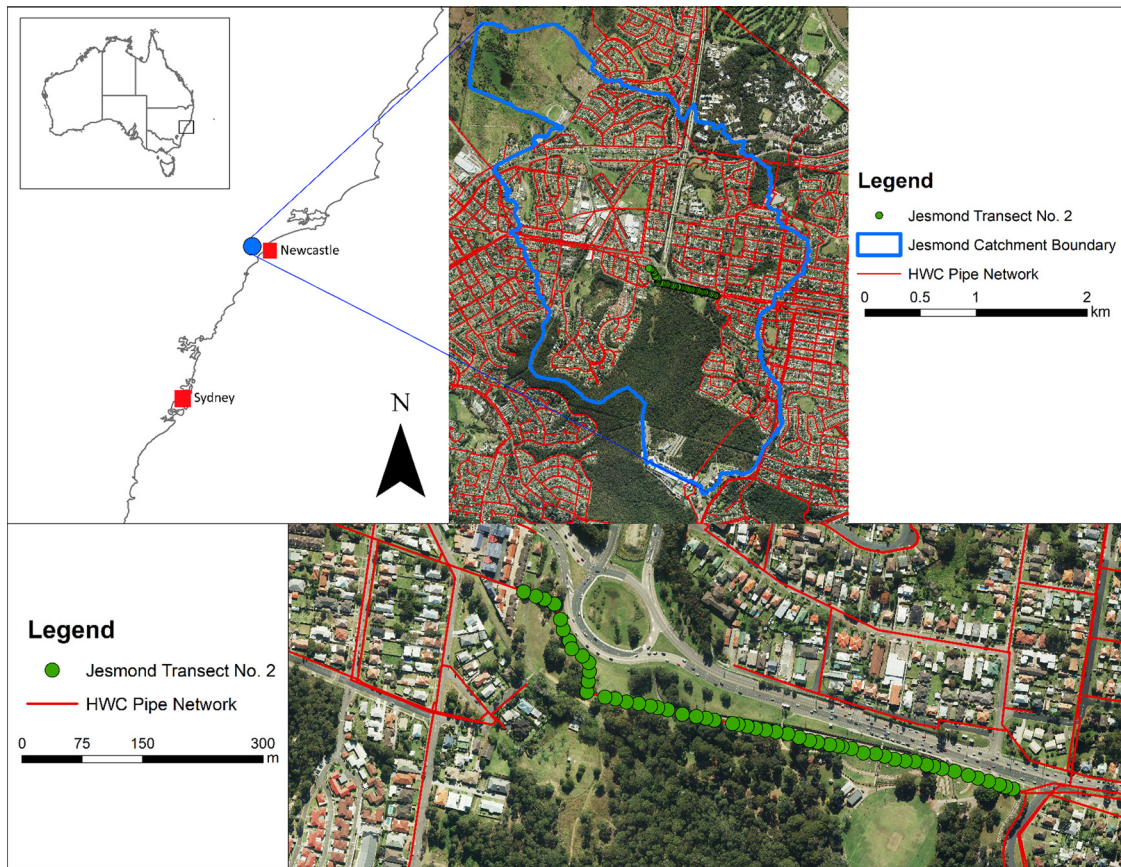 Newcastle
Sydney
N
Legend
Jesmond Transect No. 2
Jesmond Catchment Boundary
HWC Pipe Network
0 0.5 1 2
km
Legend
Jesmond Transect No. 2
HWC Pipe Network
0 75 150 300
m